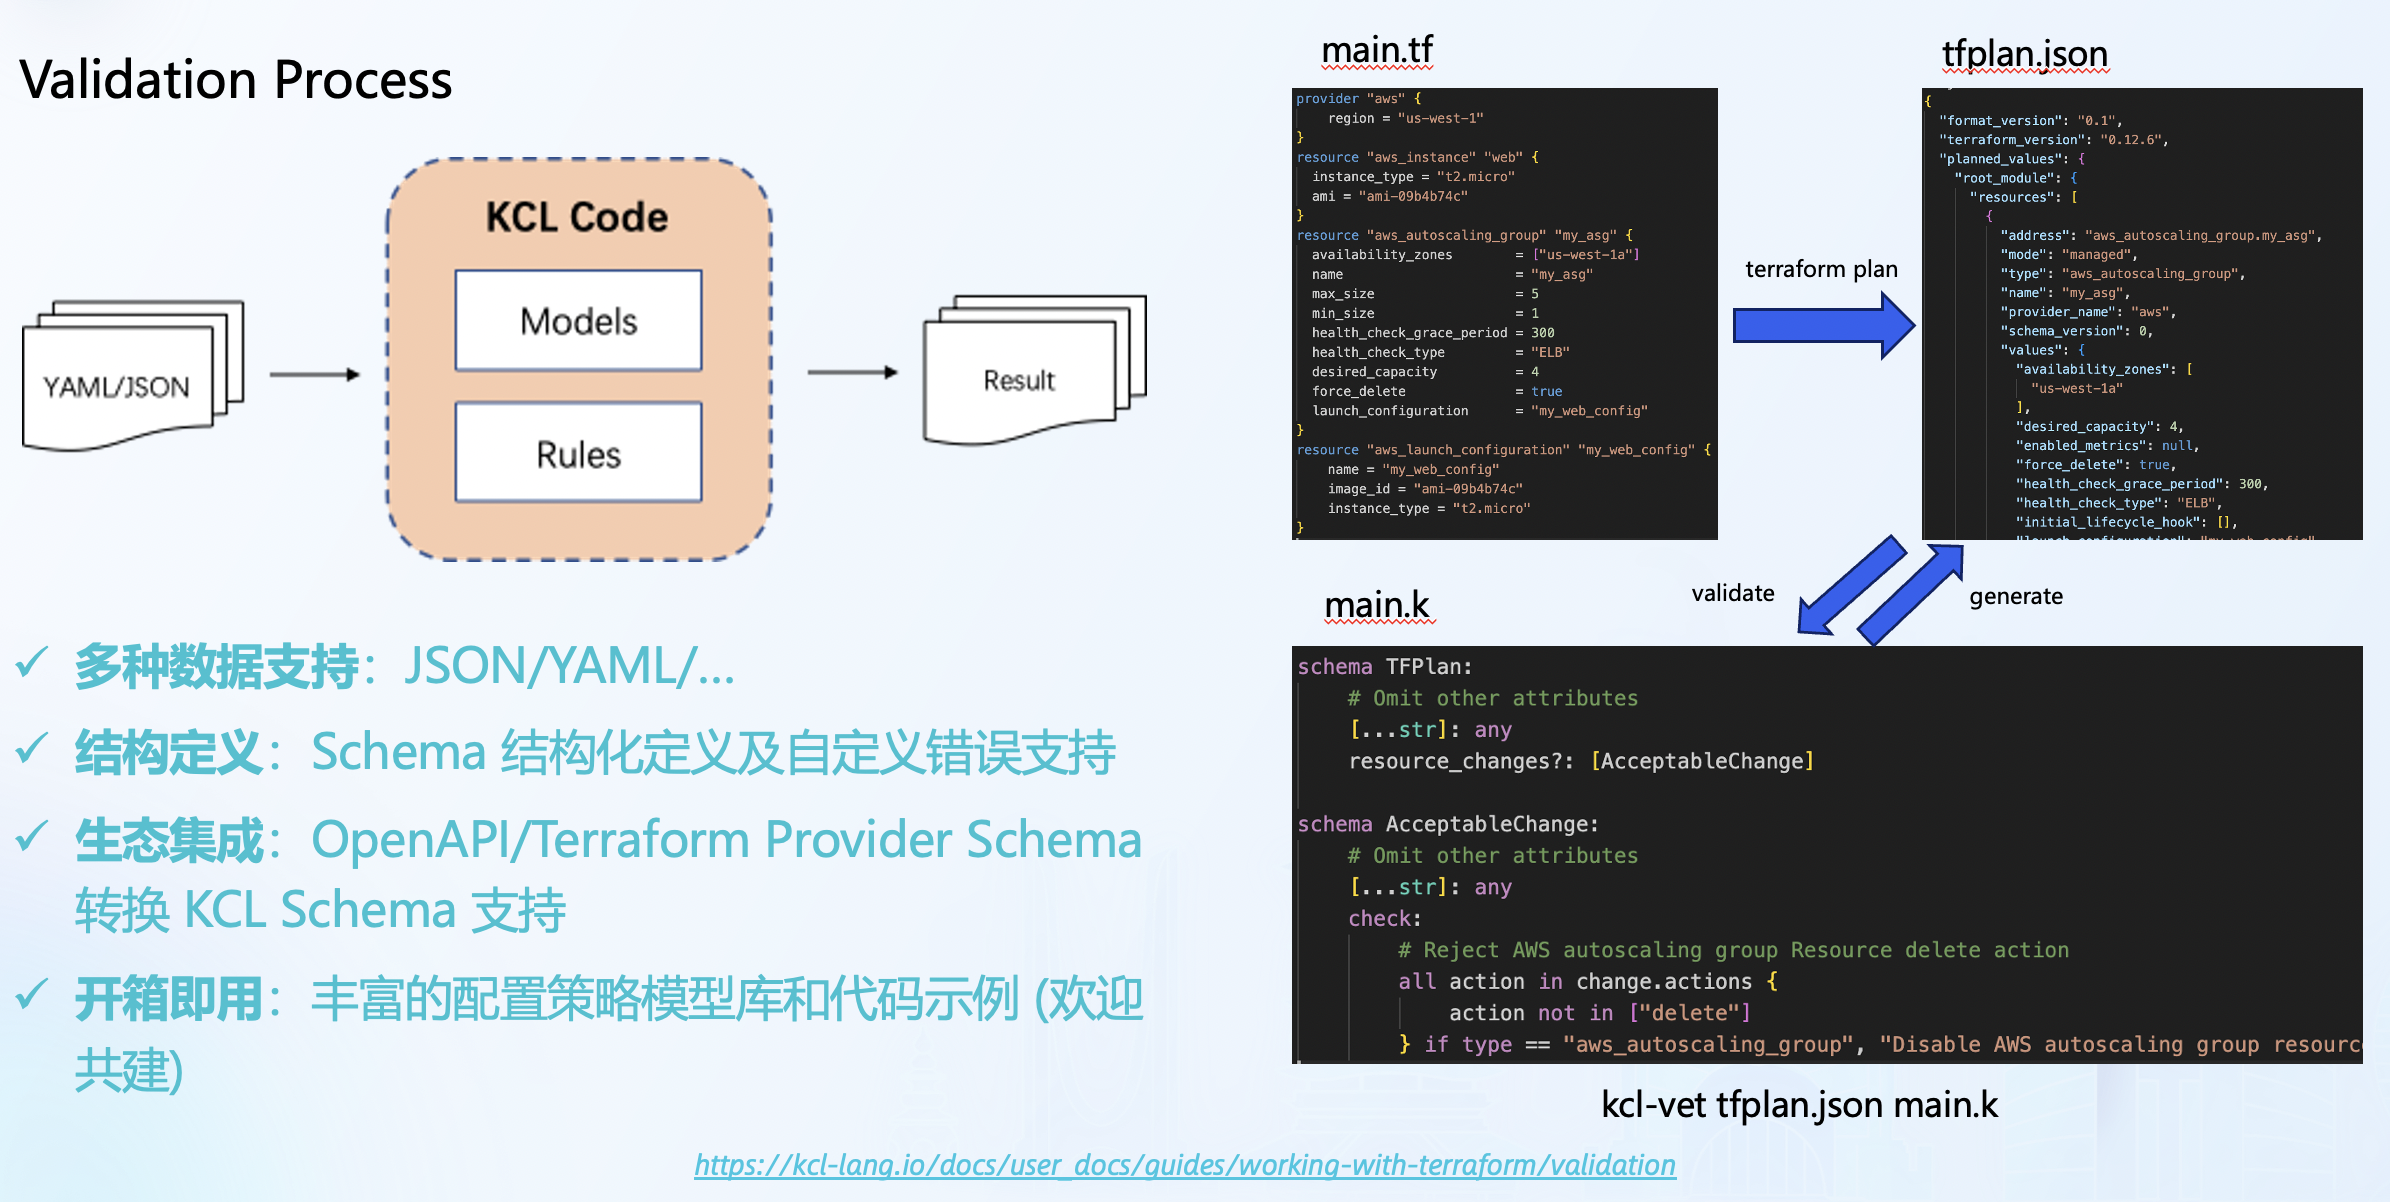 Validation Process
YAML/JSON
KCL Code
Models
Rules
Result
✓ 多种数据支持：JSON/YAML/...
✓ 结构定义：Schema 结构化定义及自定义错误支持
✓ 生态集成：OpenAPI/Terraform Provider Schema
转换 KCL Schema 支持
✓ 开箱即用：丰富的配置策略模型库和代码示例 (欢迎
共建)
main.tf
provider "aws" {
    region = "us-west-1"
}
resource "aws_instance" "web" {
  instance_type = "t2.micro"
  ami = "ami-09b4b74c"
}
resource "aws_autoscaling_group" "my_asg" {
  availability_zones        = ["us-west-1a"]
  name                      = "my_asg"
  max_size                  = 5
  min_size                  = 1
  health_check_grace_period = 300
  health_check_type         = "ELB"
  desired_capacity          = 4
  force_delete              = true
  launch_configuration      = "my_web_config"
}
resource "aws_launch_configuration" "my_web_config" {
    name = "my_web_config"
    image_id = "ami-09b4b74c"
    instance_type = "t2.micro"
}
terraform plan
tfplan.json
{
  "format_version": "0.1",
  "terraform_version": "0.12.6",
  "planned_values": {
    "root_module": {
      "resources": [
        {
          "address": "aws_autoscaling_group.my_asg",
          "mode": "managed",
          "type": "aws_autoscaling_group",
          "name": "my_asg",
          "provider_name": "aws",
          "schema_version": 0,
          "values": {
            "availability_zones": [
              "us-west-1a"
            ],
            "desired_capacity": 4,
            "enabled_metrics": null,
            "force_delete": true,
            "health_check_grace_period": 300,
            "health_check_type": "ELB",
            "initial_lifecycle_hook": [],
validate
generate
main.k
schema TFPlan:
    # Omit other attributes
    [...str]: any
    resource_changes?: [AcceptableChange]
schema AcceptableChange:
    # Omit other attributes
    [...str]: any
    check:
        # Reject AWS autoscaling group Resource delete action
        all action in change.actions {
            action not in ["delete"]
        } if type == "aws_autoscaling_group", "Disable AWS autoscaling group
kcl-vet tfplan.json main.k
https://kcl-lang.io/docs/user_docs/guides/working-with-terraform/validation